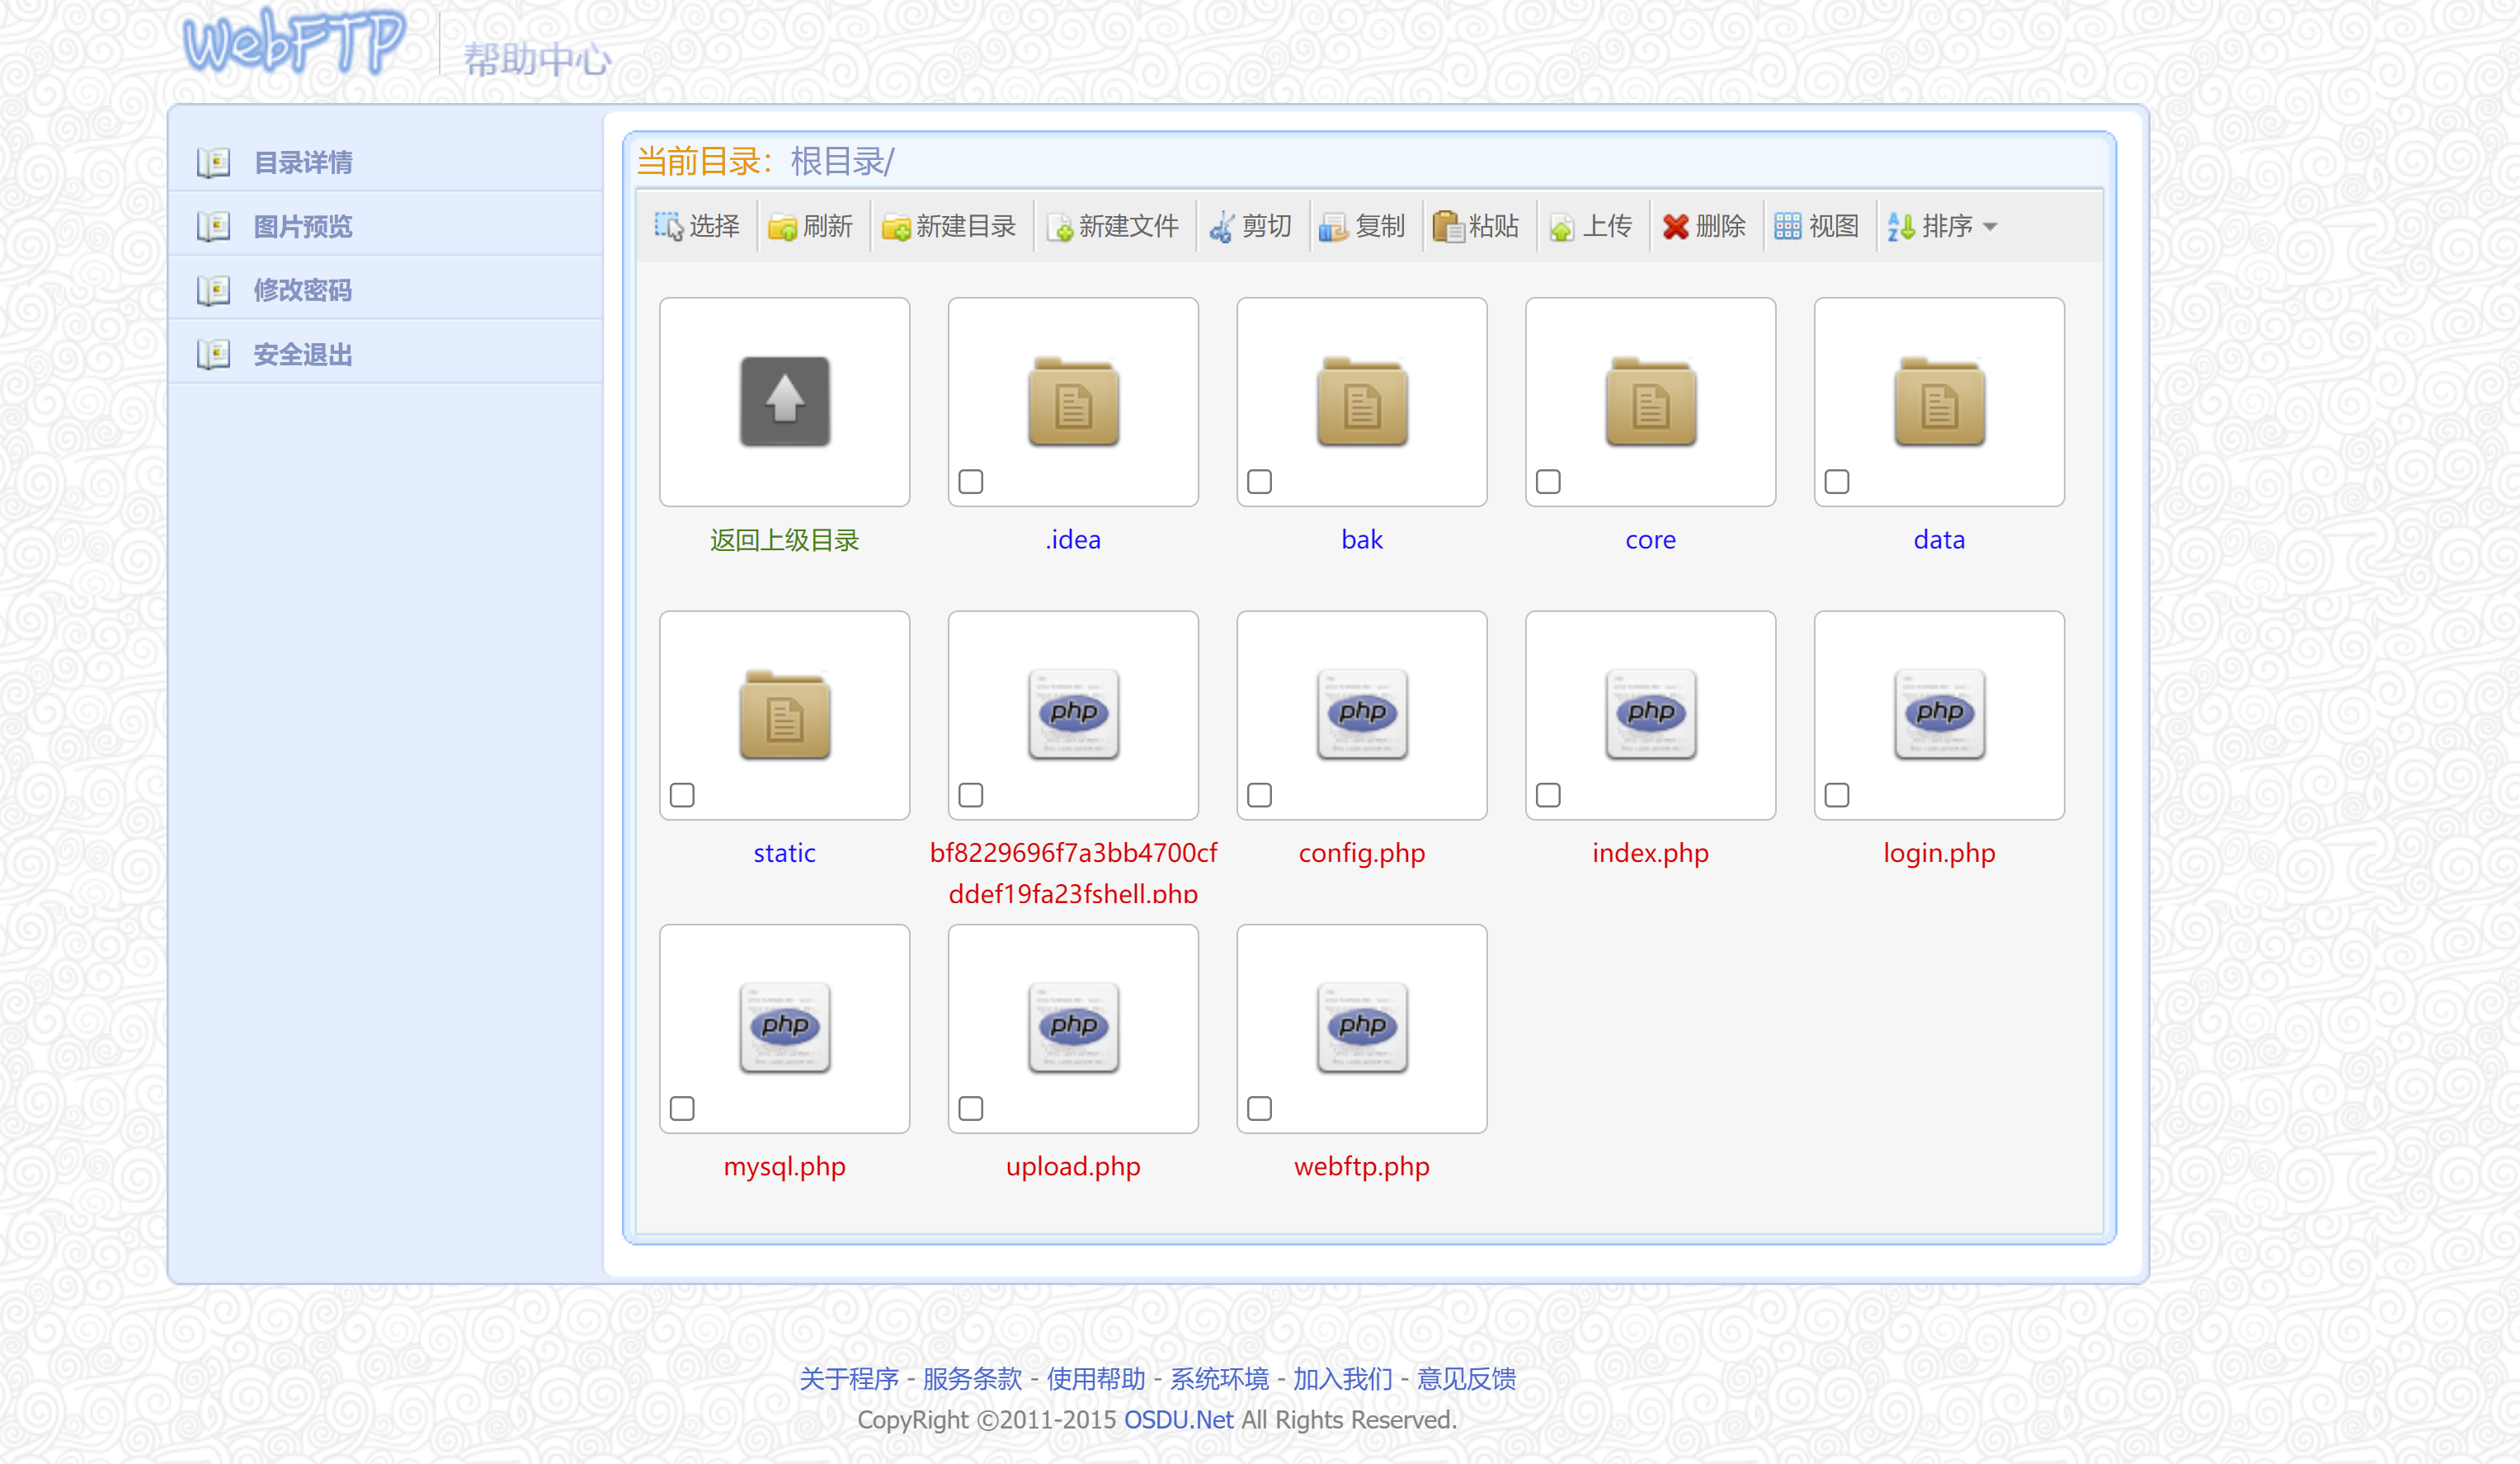 WebFTP 帮助中心
目录详情
图片预览
修改密码
安全退出
当前目录：根目录/
选择 刷新 新建目录 新建文件 剪切 复制 粘贴 上传 删除 视图 排序
返回上级目录 .idea bak core data
static bf8229696f7a3bb4700cf config.php index.php login.php
ddef19fa23fshell.php
mysql.php upload.php webftp.php
关于程序 - 服务条款 - 使用帮助 - 系统环境 - 加入我们 - 意见反馈
CopyRight ©2011-2015 OSDU.Net All Rights Reserved.